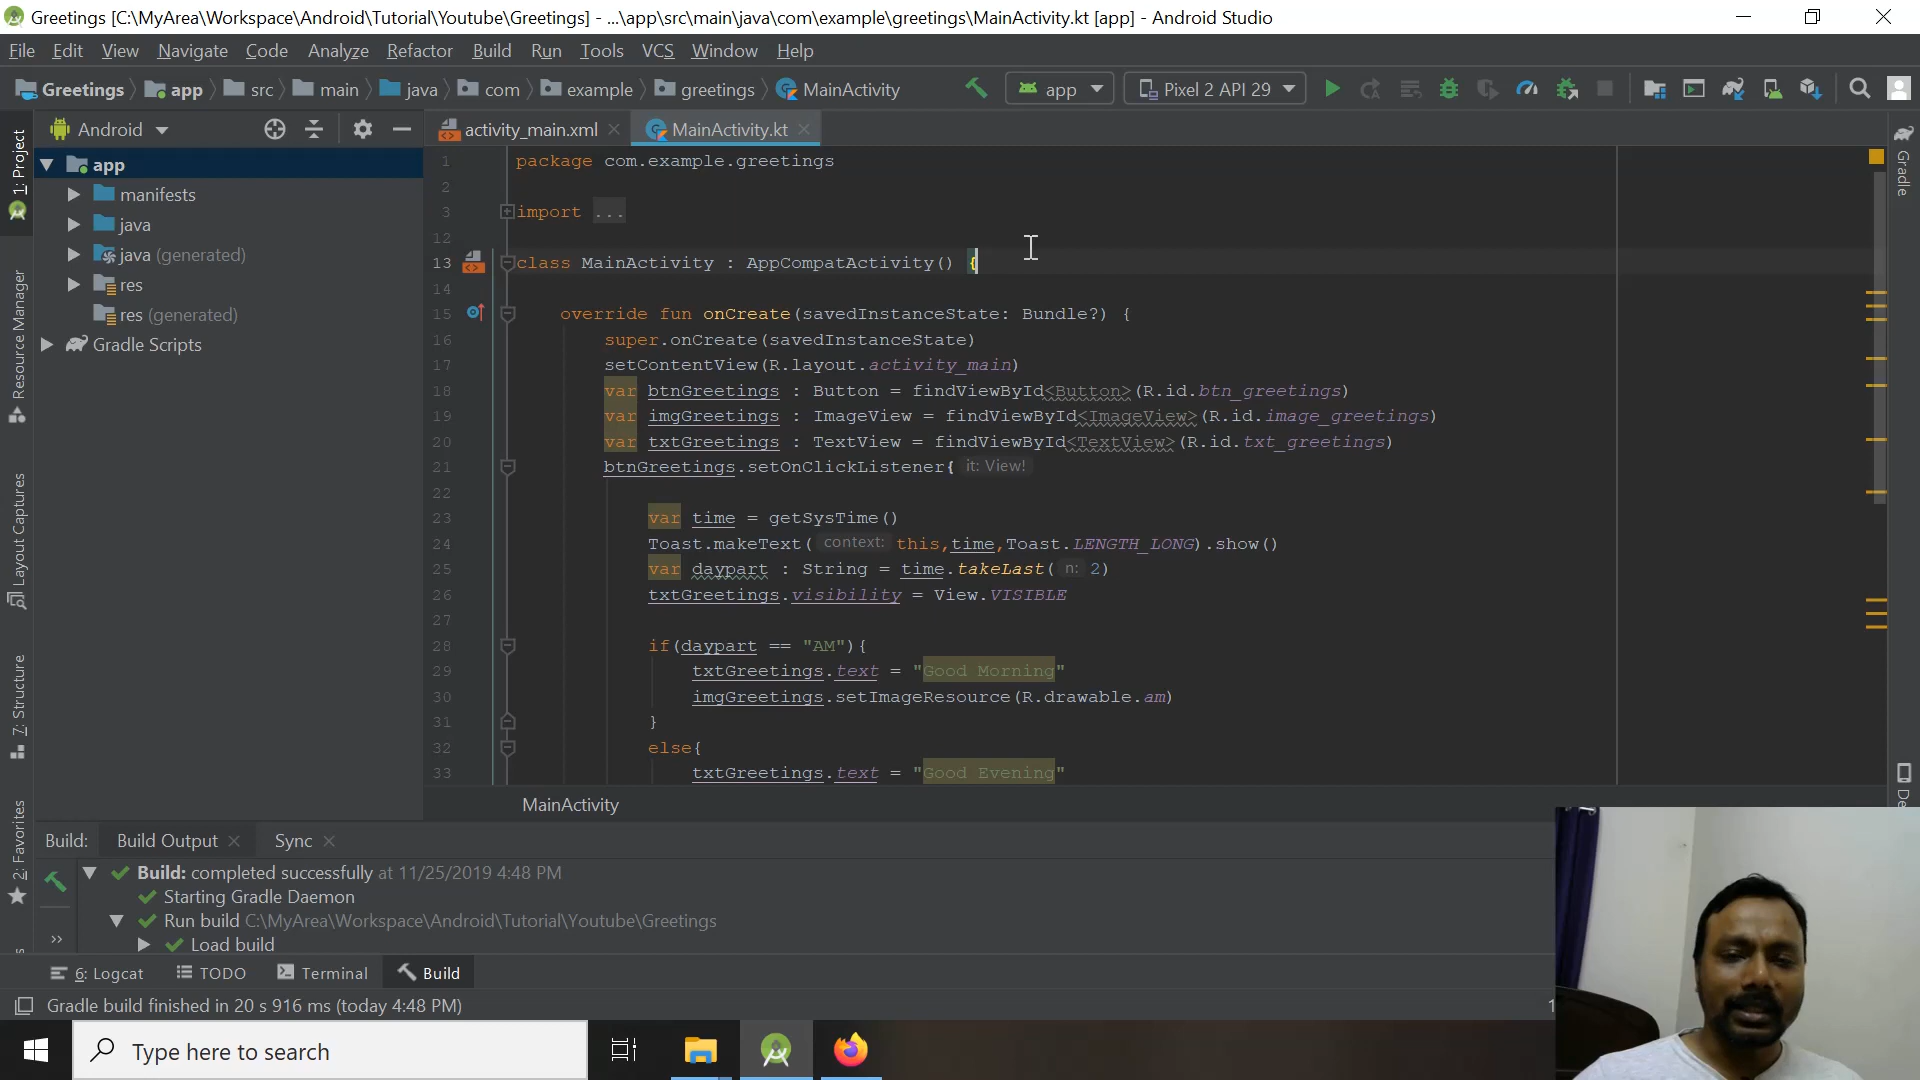 Greetings [C:\MyArea\Workspace\Android\Tutorial\Youtube\Greetings] - ...\app\src\main\java\com\example\greetings\MainActivity.kt [app] - Android Studio
File Edit View Navigate Code Analyze Refactor Build Run Tools VCS Window Help
Greetings app src main java com example greetings MainActivity app Pixel 2 API 29
Android
activity_main.xml MainActivity.kt
1: Project
Resource Manager
Layout Captures
7: Structure
2: Favorites
Gradle
app
manifests
java
java (generated)
res
res (generated)
Gradle Scripts
1 package com.example.greetings
2
3 import ...
12
13 class MainActivity : AppCompatActivity() {
14
15 override fun onCreate(savedInstanceState: Bundle?) {
16 super.onCreate(savedInstanceState)
17 setContentView(R.layout.activity_main)
18 var btnGreetings : Button = findViewById<Button>(R.id.btn_greetings)
19 var imgGreetings : ImageView = findViewById<ImageView>(R.id.image_greetings)
20 var txtGreetings : TextView = findViewById<TextView>(R.id.txt_greetings)
21 btnGreetings.setOnClickListener{ it: View!
22
23 var time = getSysTime()
24 Toast.makeText( context: this,time,Toast.LENGTH_LONG).show()
25 var daypart : String = time.takeLast( n: 2)
26 txtGreetings.visibility = View.VISIBLE
27
28 if(daypart == "AM"){
29 txtGreetings.text = "Good Morning"
30 imgGreetings.setImageResource(R.drawable.am)
31 }
32 else{
33 txtGreetings.text = "Good Evening"
MainActivity
Build: Build Output Sync
Build: completed successfully at 11/25/2019 4:48 PM
Starting Gradle Daemon
Run build C:\MyArea\Workspace\Android\Tutorial\Youtube\Greetings
Load build
6: Logcat TODO Terminal Build
Gradle build finished in 20 s 916 ms (today 4:48 PM)
Type here to search